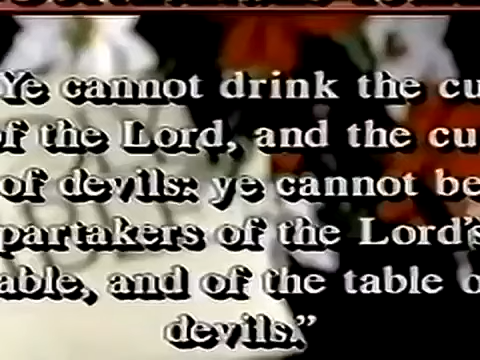 Ye cannot drink the cu
of the Lord, and the cu
of devils: ye cannot be
partakers of the Lord's
able, and of the table o
devils.”